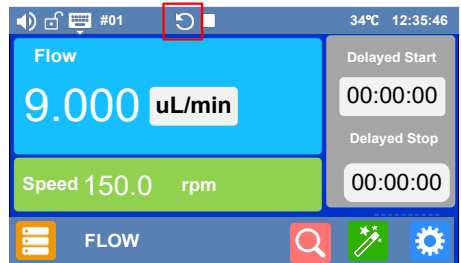 #01 34℃ 12:35:46
Flow
9.000 uL/min
Speed 150.0 rpm
Delayed Start
00:00:00
Delayed Stop
00:00:00
FLOW